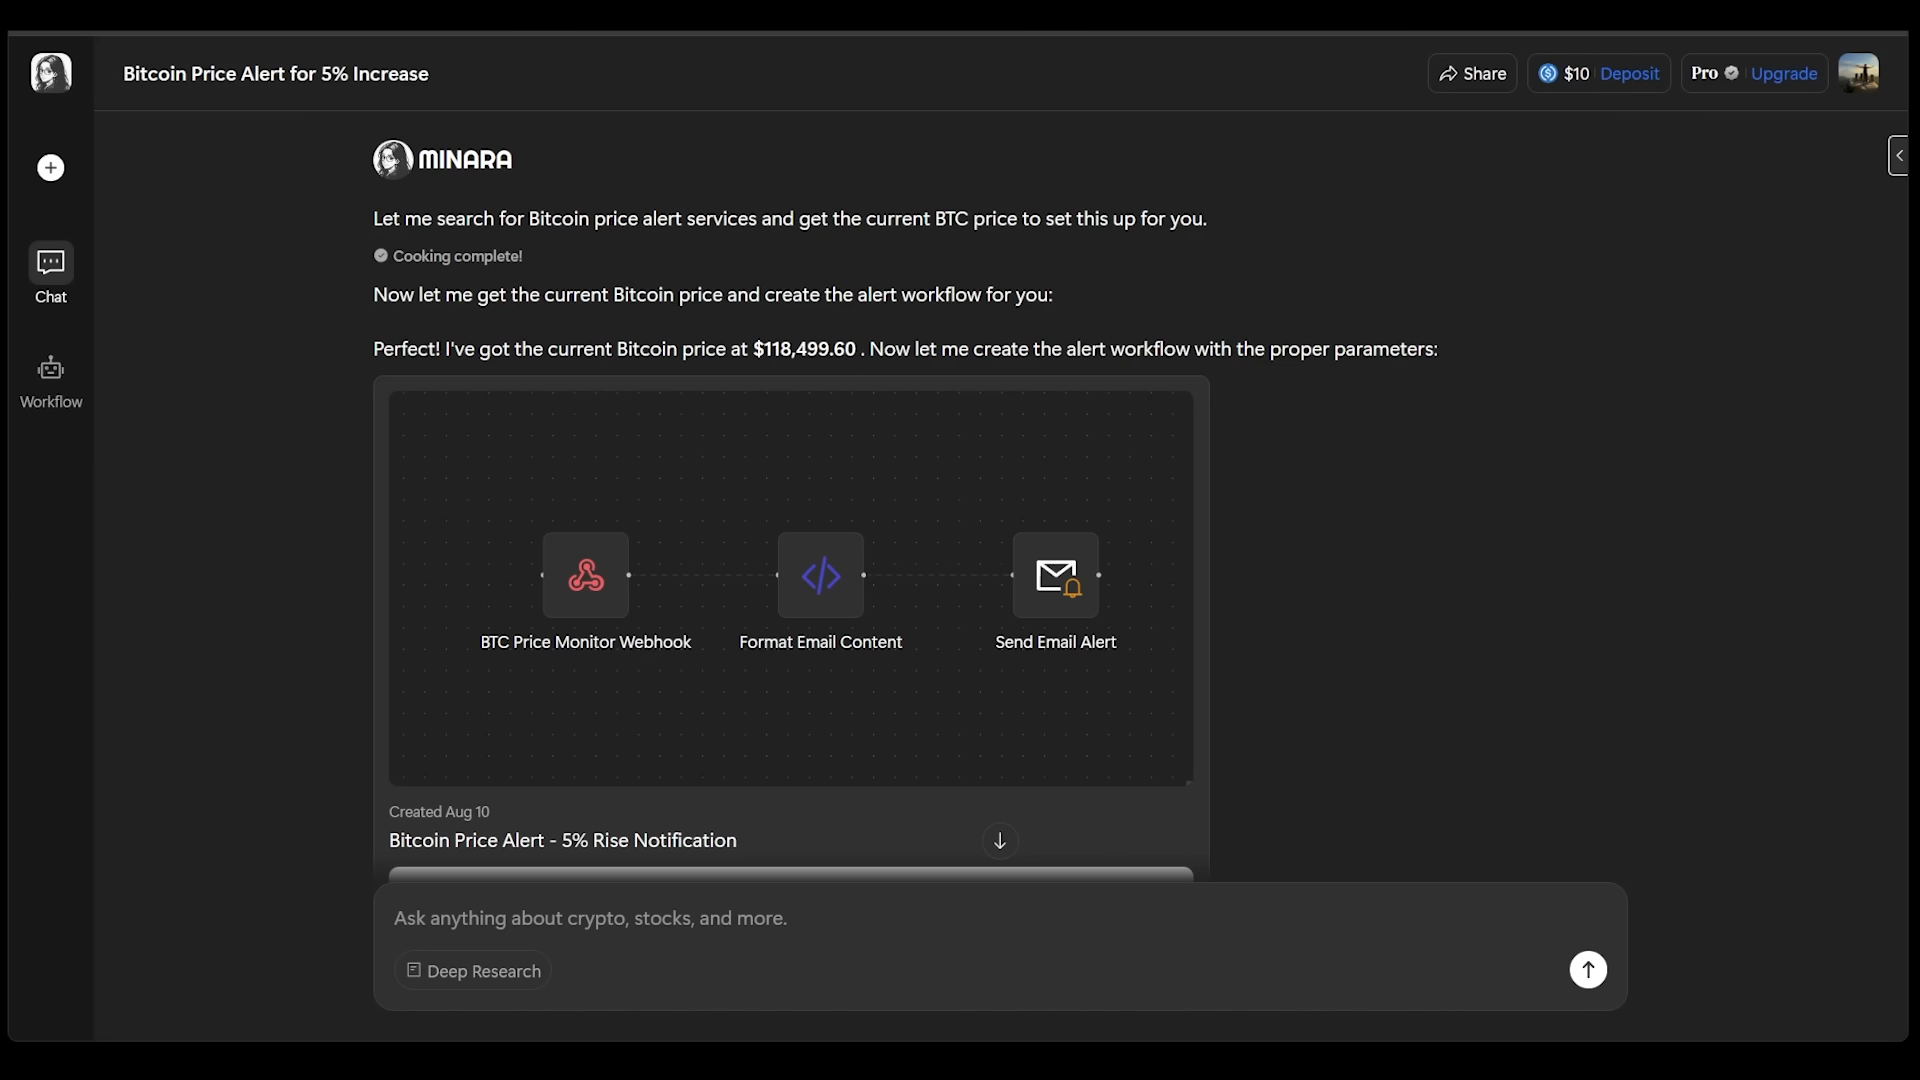 Bitcoin Price Alert for 5% Increase
Share
$10 Deposit
Pro Upgrade
Chat
Workflow
MINARA
Let me search for Bitcoin price alert services and get the current BTC price to set this up for you.
Cooking complete!
Now let me get the current Bitcoin price and create the alert workflow for you:
Perfect! I've got the current Bitcoin price at $118,499.60 . Now let me create the alert workflow with the proper parameters:
BTC Price Monitor Webhook
Format Email Content
Send Email Alert
Created Aug 10
Bitcoin Price Alert - 5% Rise Notification
Ask anything about crypto, stocks, and more.
Deep Research